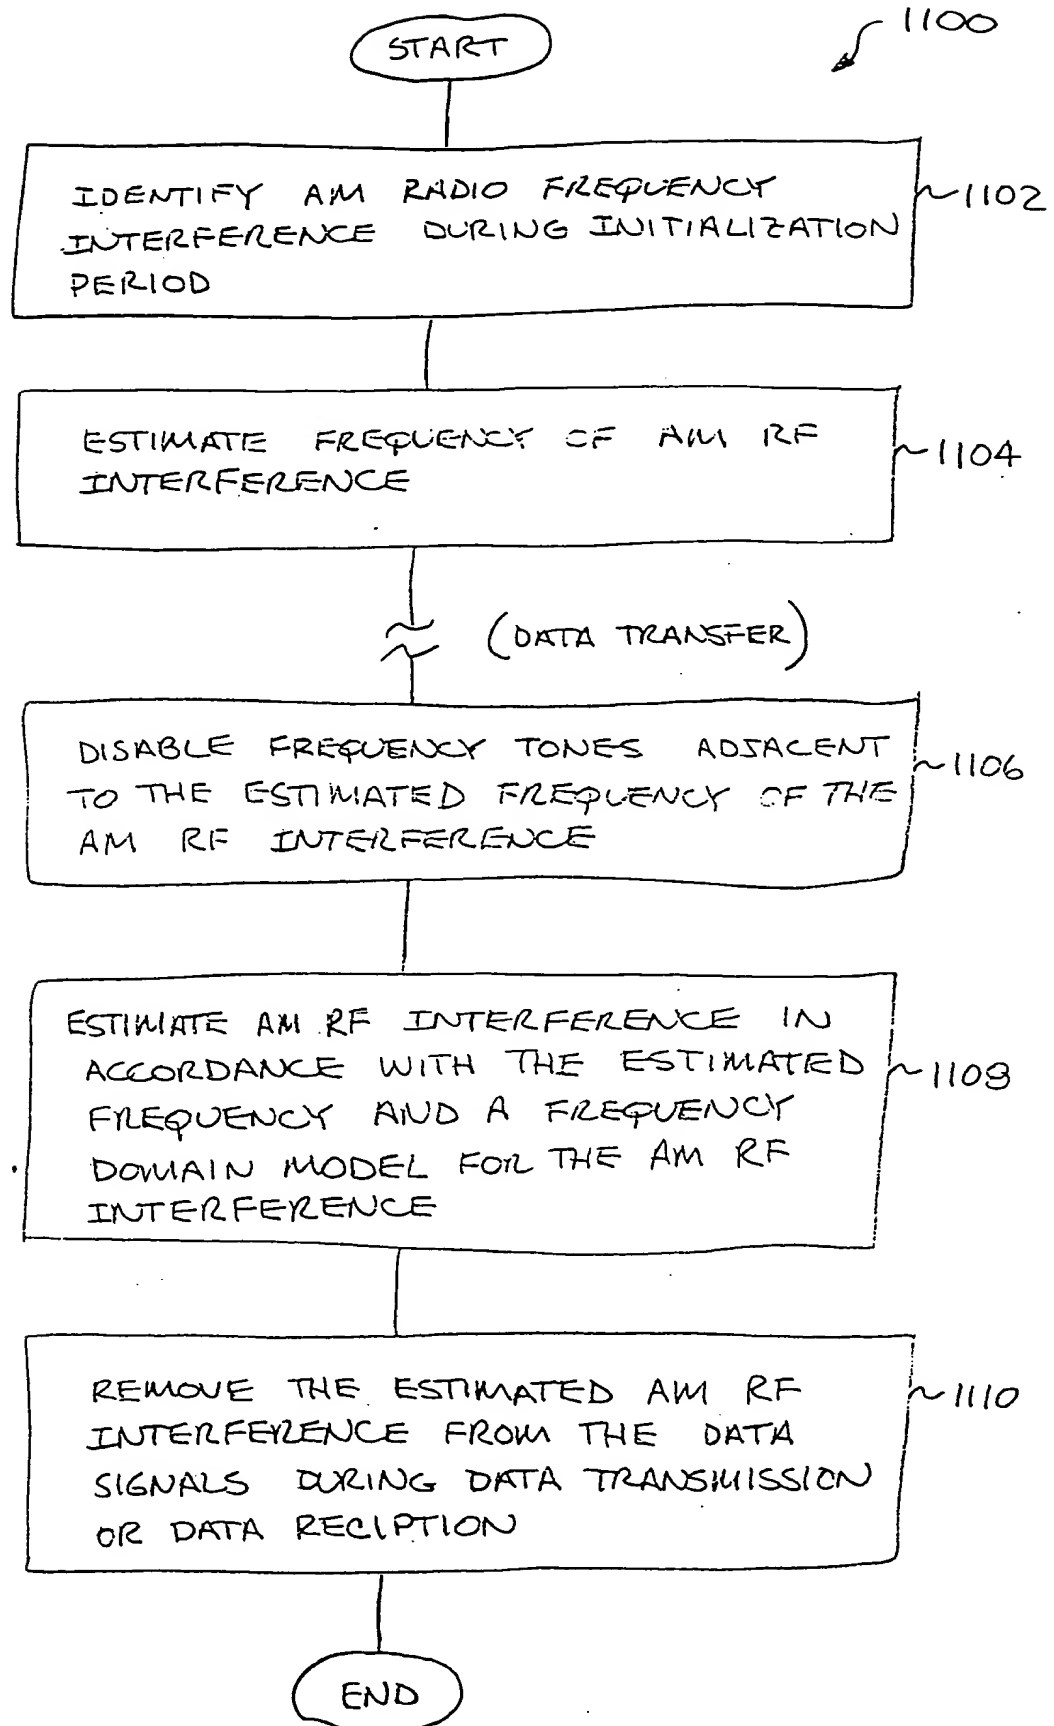 1100
START
IDENTIFY AM RADIO FREQUENCY
INTERFERENCE DURING INITIALIZATION
PERIOD
1102
ESTIMATE FREQUENCY OF AM RF
INTERFERENCE
1104
(DATA TRANSFER)
DISABLE FREQUENCY TONES ADJACENT
TO THE ESTIMATED FREQUENCY OF THE
AM RF INTERFERENCE
1106
ESTIMATE AM RF INTERFERENCE IN
ACCORDANCE WITH THE ESTIMATED
FREQUENCY AND A FREQUENCY
DOMAIN MODEL FOR THE AM RF
INTERFERENCE
1108
REMOVE THE ESTIMATED AM RF
INTERFERENCE FROM THE DATA
SIGNALS DURING DATA TRANSMISSION
OR DATA RECIPTION
1110
END